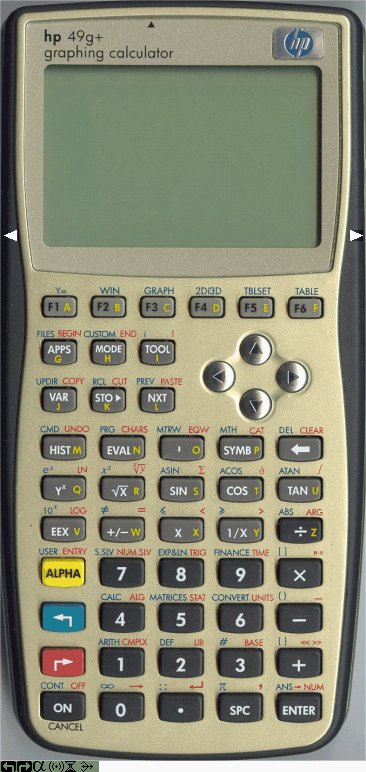 hp 49g+
graphing calculator
hp
Y= WIN GRAPH 2D/3D TBLSET TABLE
F1 A F2 B F3 C F4 D F5 E F6 F
FILES BEGIN CUSTOM END i I
APPS G MODE H TOOL I
UPDIR COPY RCL CUT PREV PASTE
VAR J STO▶ K NXT L
CMD UNDO PRG CHARS MTRW EQW MTH CAT DEL CLEAR
HIST M EVAL N ' O SYMB P ←
eˣ LN x² ˣ√y ASIN Σ ACOS ∂ ATAN ∫
Yˣ Q √X R SIN S COS T TAN U
10ˣ LOG ≠ = ≤ < ≥ > ABS ARG
EEX V +/− W X X 1/X Y ÷ Z
USER ENTRY S.SLV NUM.SLV EXP&LN TRIG FINANCE TIME [ ] " "
ALPHA 7 8 9 ×
CALC ALG MATRICES STAT CONVERT UNITS ( ) _
4 5 6 −
ARITH CMPLX DEF LIB # BASE { } « »
1 2 3 +
CONT OFF ∞ → : : ↵ π , ANS →NUM
ON 0 . SPC ENTER
CANCEL